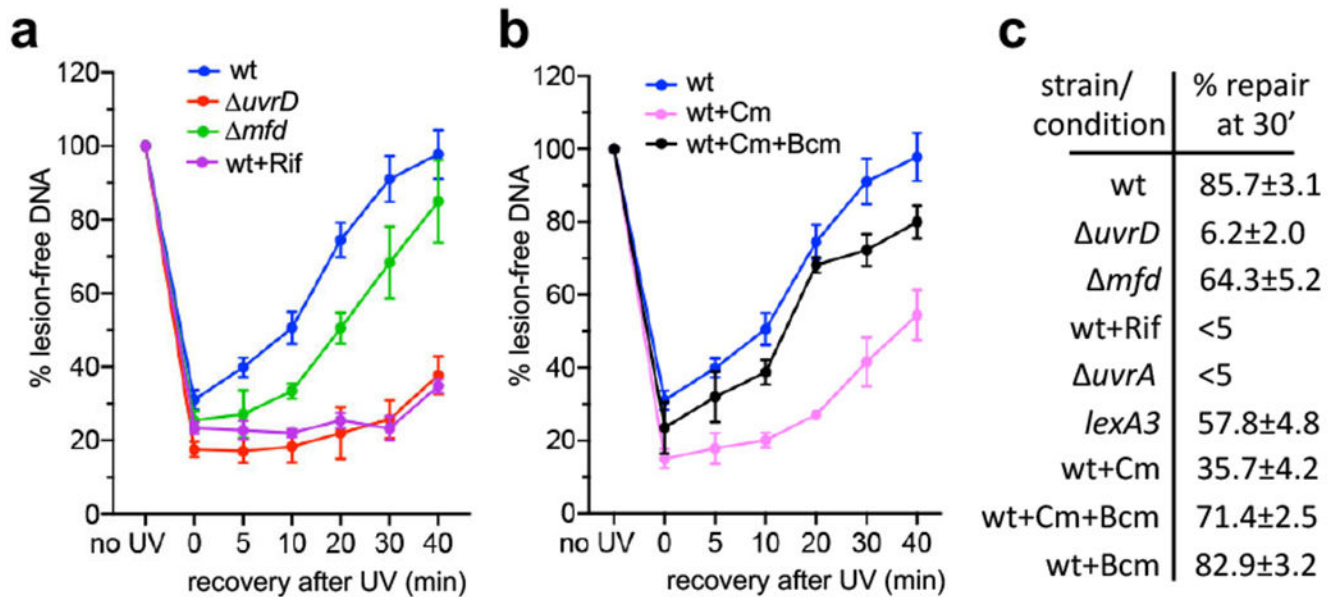 a
120
100
80
60
40
20
0
% lesion-free DNA
wt
ΔuvrD
Δmfd
wt+Rif
no UV 0 5 10 20 30 40
recovery after UV (min)
b
120
100
80
60
40
20
0
% lesion-free DNA
wt
wt+Cm
wt+Cm+Bcm
no UV 0 5 10 20 30 40
recovery after UV (min)
c
strain/ % repair
condition at 30'
wt 85.7±3.1
ΔuvrD 6.2±2.0
Δmfd 64.3±5.2
wt+Rif <5
ΔuvrA <5
lexA3 57.8±4.8
wt+Cm 35.7±4.2
wt+Cm+Bcm 71.4±2.5
wt+Bcm 82.9±3.2